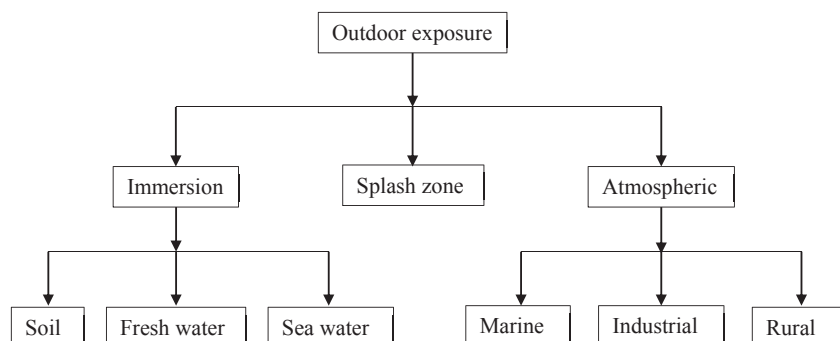 Outdoor exposure
Immersion
Splash zone
Atmospheric
Soil
Fresh water
Sea water
Marine
Industrial
Rural